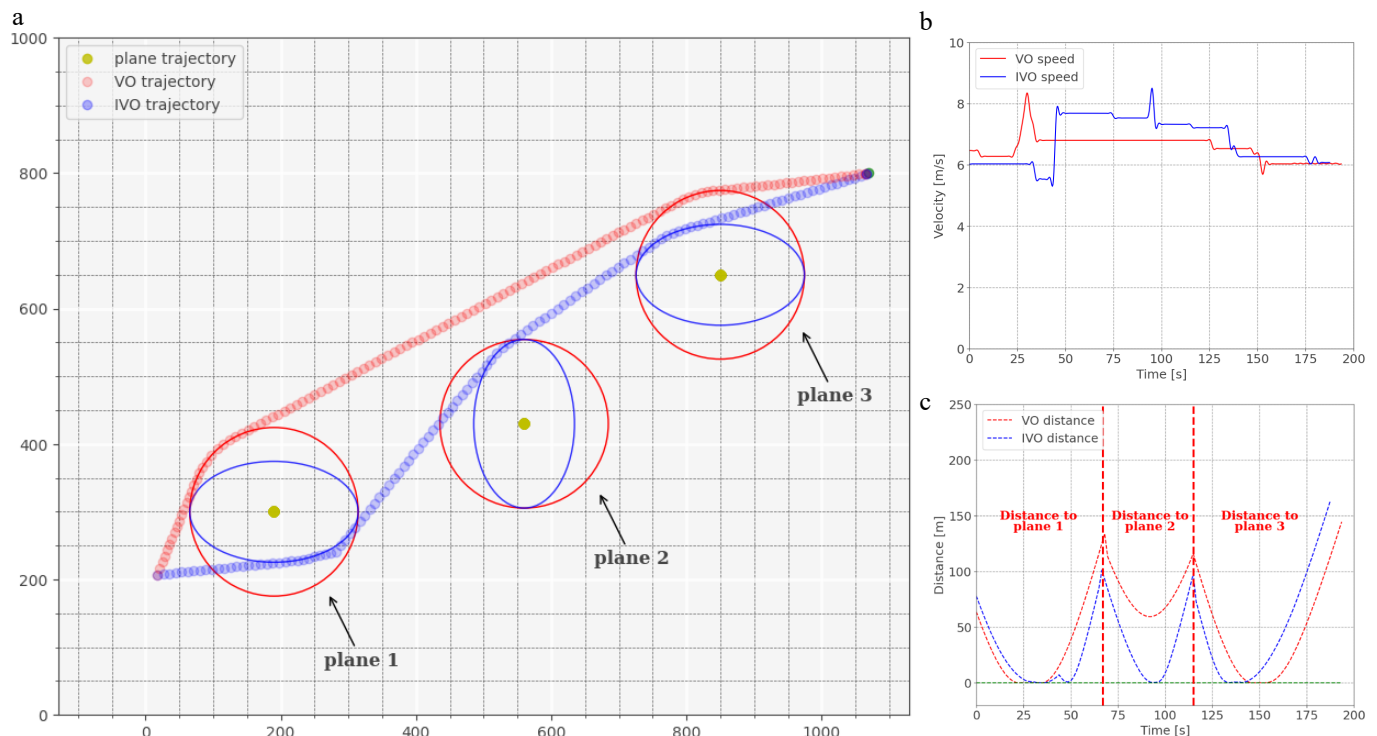 a
1000
800
600
400
200
0
0
200
400
600
800
1000
plane trajectory
VO trajectory
IVO trajectory
plane 1
plane 2
plane 3
b
10
8
6
4
2
0
Velocity [m/s]
VO speed
IVO speed
0
25
50
75
100
125
150
175
200
Time [s]
c
250
200
150
100
50
0
Distance [m]
VO distance
IVO distance
Distance to
plane 1
Distance to
plane 2
Distance to
plane 3
0
25
50
75
100
125
150
175
200
Time [s]